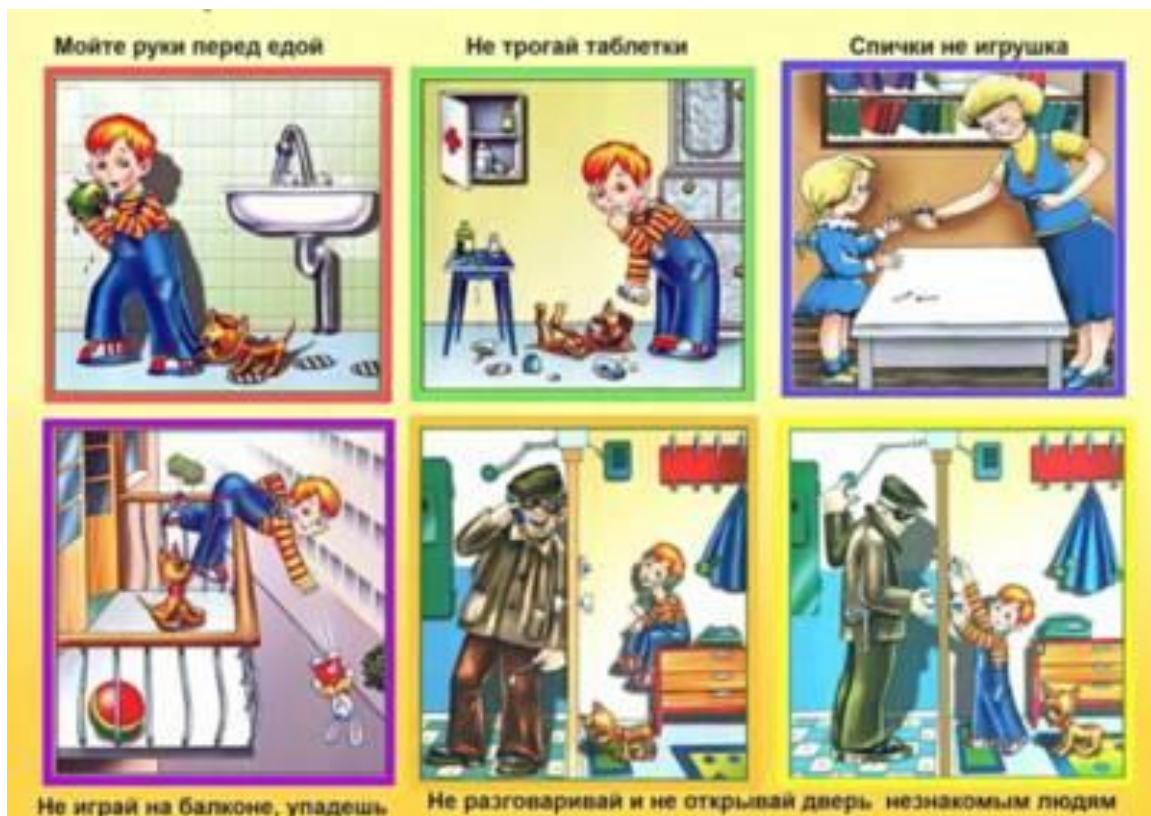 Мойте руки перед едой
Не трогай таблетки
Спички не игрушка
Не играй на балконе, упадешь
Не разговаривай и не открывай дверь незнакомым людям